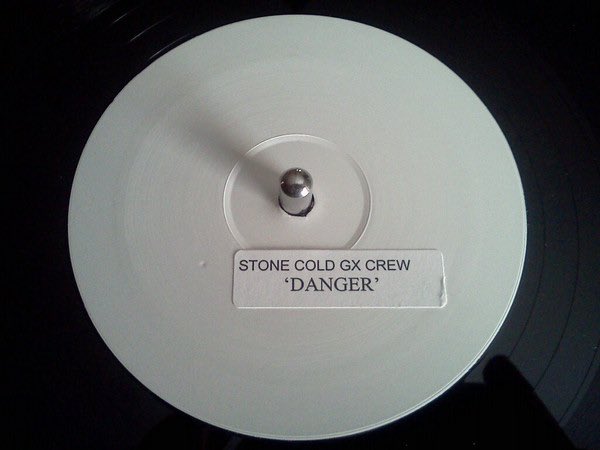 STONE COLD GX CREW
‘DANGER’